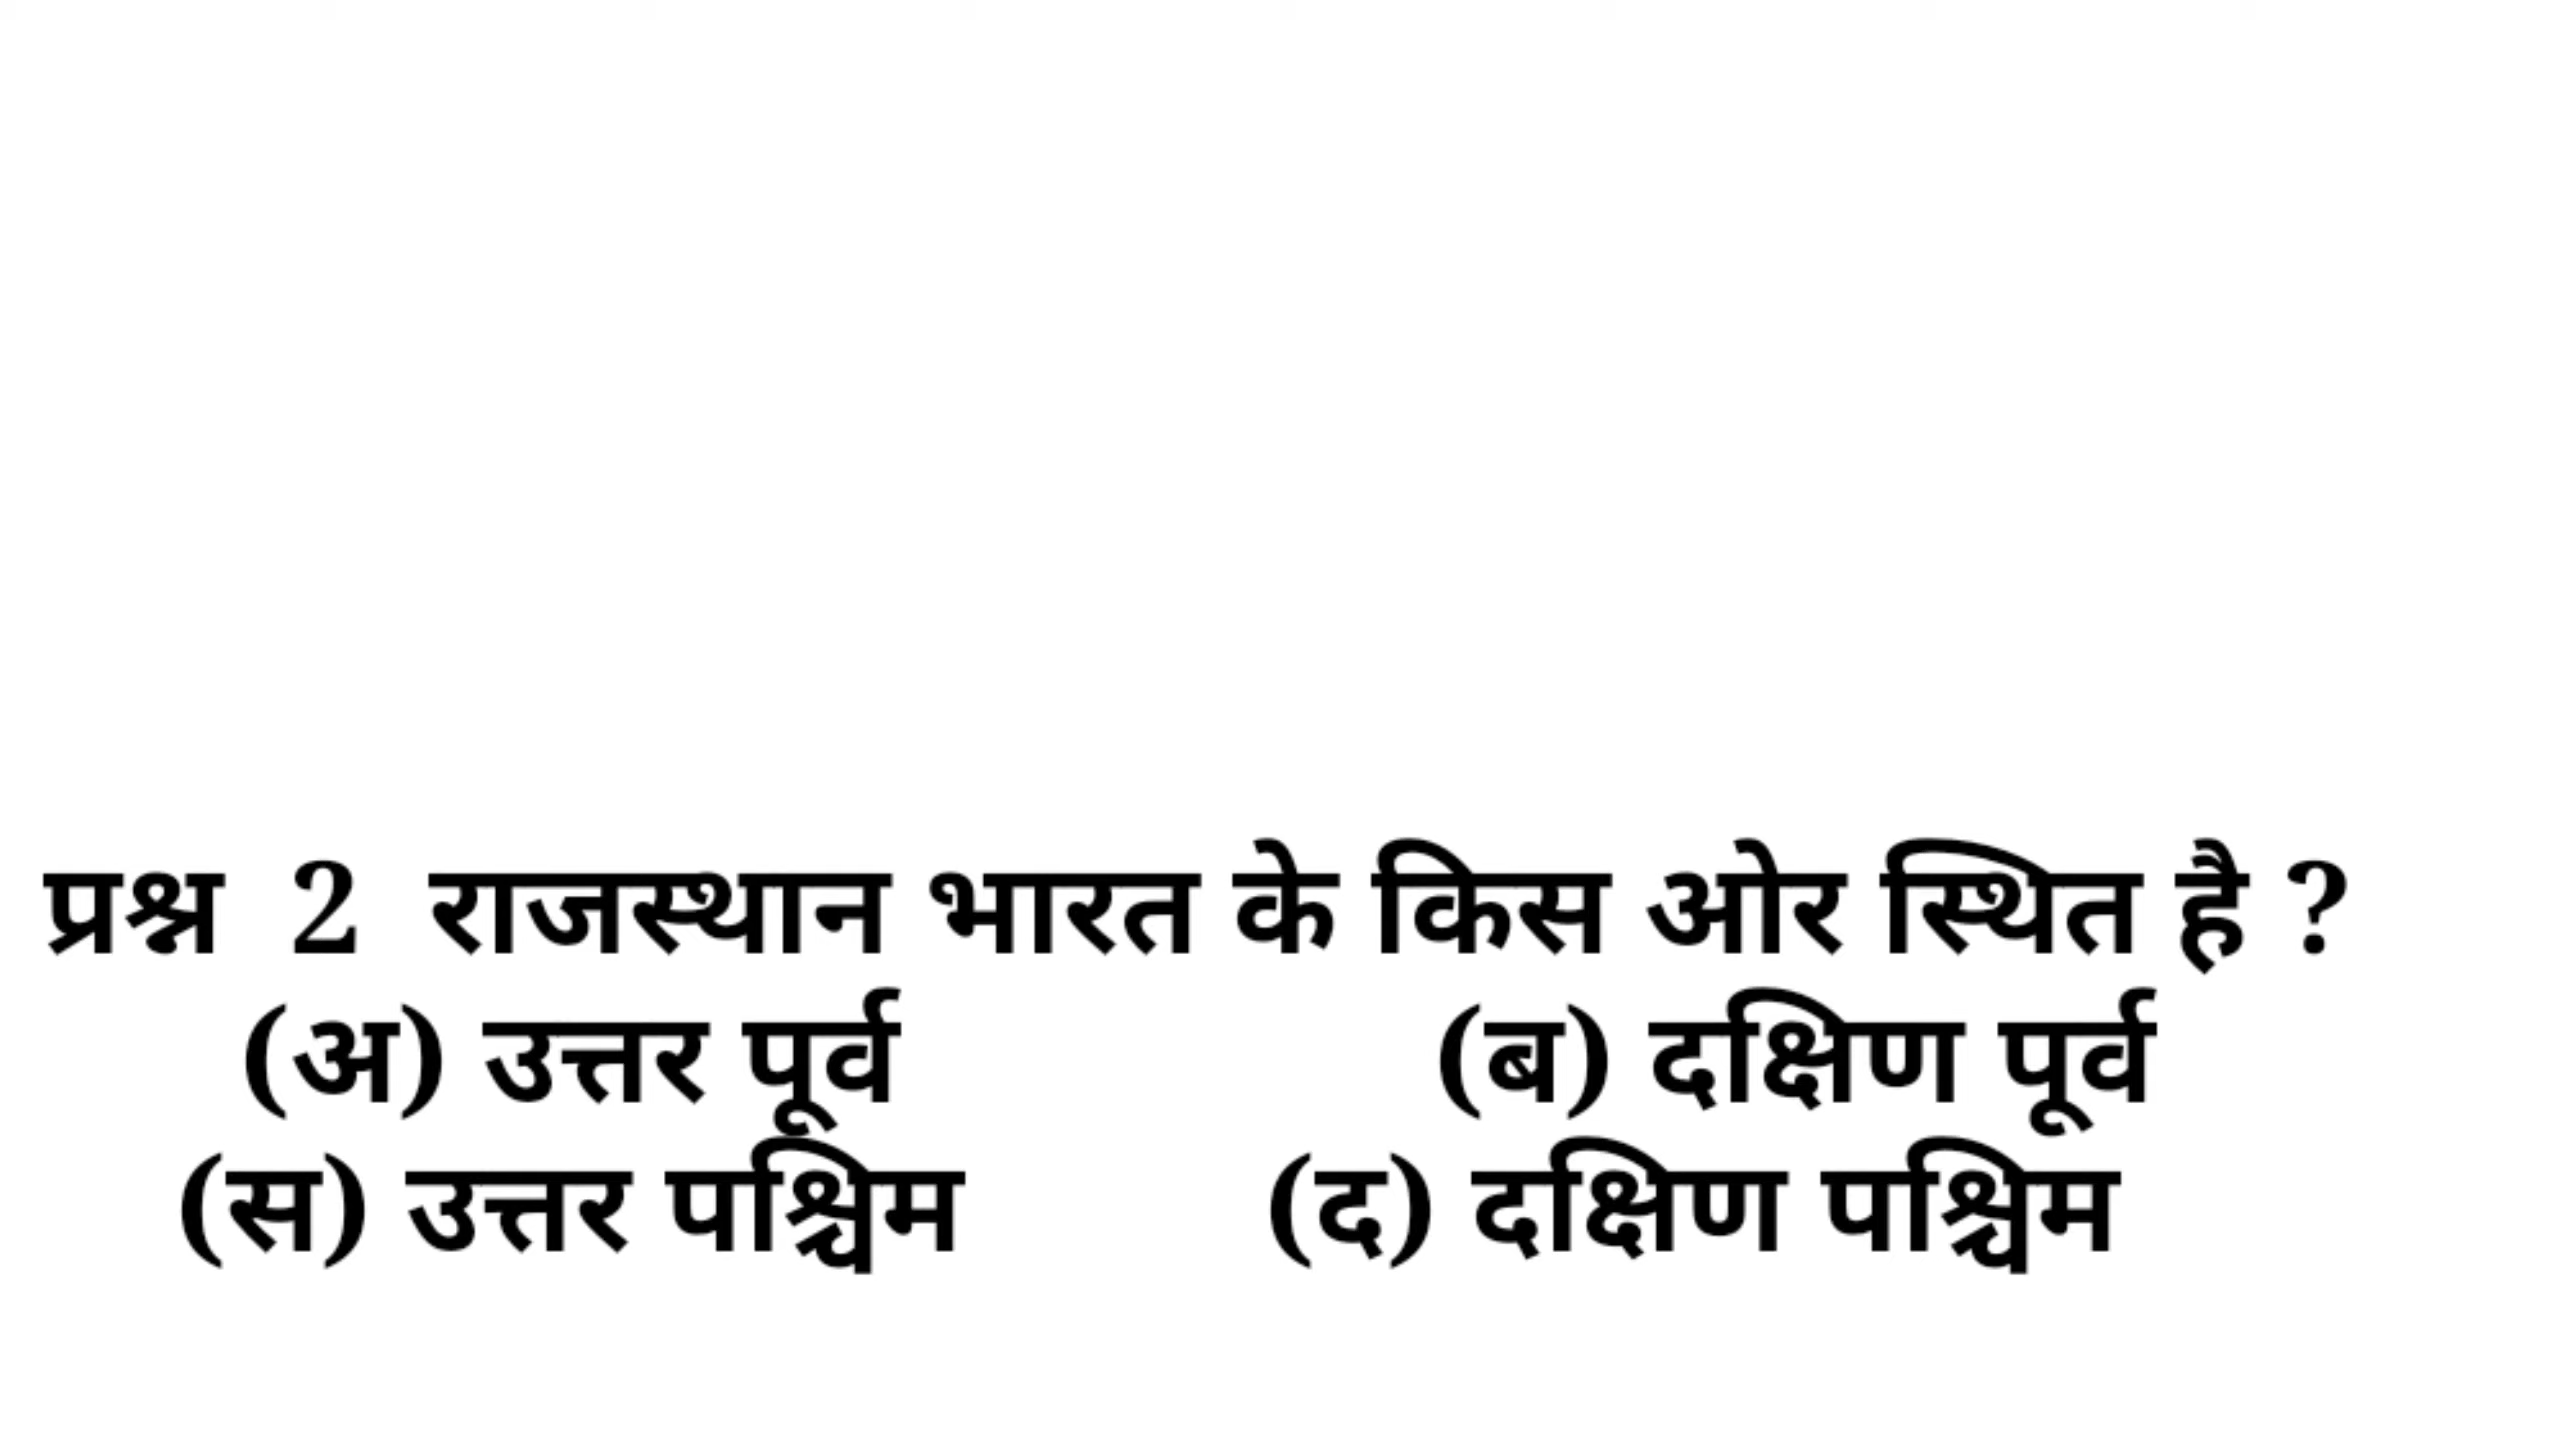 प्रश्न 2 राजस्थान भारत के किस ओर स्थित है ?
(अ) उत्तर पूर्व (ब) दक्षिण पूर्व
(स) उत्तर पश्चिम (द) दक्षिण पश्चिम